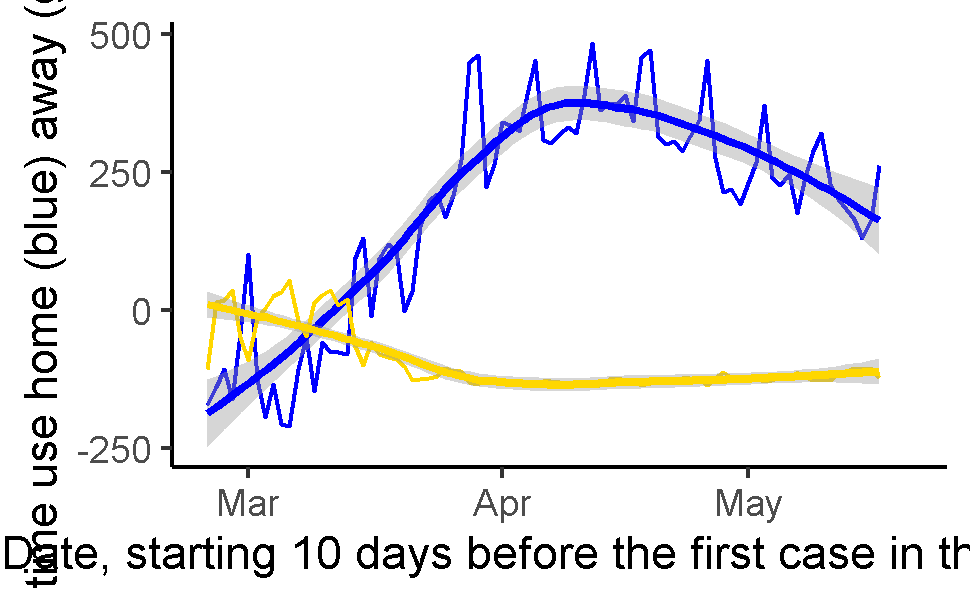 time use home (blue) away (
500
250
0
-250
Mar Apr May
Date, starting 10 days before the first case in th